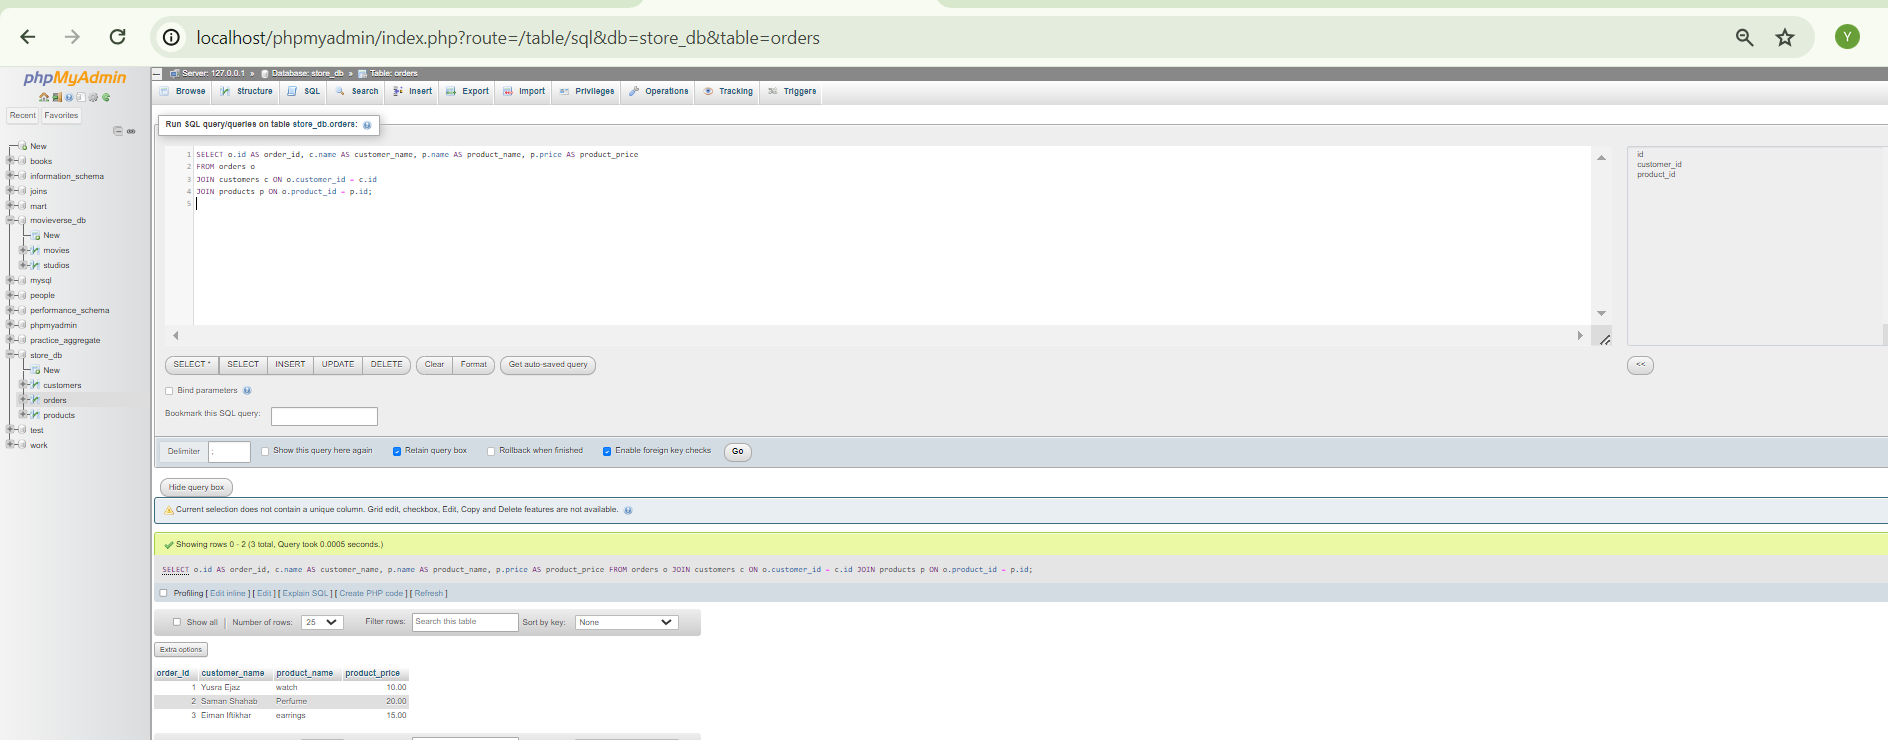 localhost/phpmyadmin/index.php?route=/table/sql&db=store_db&table=orders
Y
phpMyAdmin
Recent
Favorites
New
books
information_schema
joins
mart
movieverse_db
New
movies
studios
mysql
people
performance_schema
phpmyadmin
practice_aggregate
store_db
New
customers
orders
products
test
work
Server: 127.0.0.1 » Database: store_db » Table: orders
Browse Structure SQL Search Insert Export Import Privileges Operations Tracking Triggers
Run SQL query/queries on table store_db.orders:
1 SELECT o.id AS order_id, c.name AS customer_name, p.name AS product_name, p.price AS product_price
2 FROM orders o
3 JOIN customers c ON o.customer_id = c.id
4 JOIN products p ON o.product_id = p.id;
5
id
customer_id
product_id
SELECT * SELECT INSERT UPDATE DELETE Clear Format Get auto-saved query <<
Bind parameters
Bookmark this SQL query:
Delimiter ; Show this query here again Retain query box Rollback when finished Enable foreign key checks Go
Hide query box
Current selection does not contain a unique column. Grid edit, checkbox, Edit, Copy and Delete features are not available.
Showing rows 0 - 2 (3 total, Query took 0.0005 seconds.)
SELECT o.id AS order_id, c.name AS customer_name, p.name AS product_name, p.price AS product_price FROM orders o JOIN customers c ON o.customer_id = c.id JOIN products p ON o.product_id = p.id;
Profiling [ Edit inline ] [ Edit ] [ Explain SQL ] [ Create PHP code ] [ Refresh ]
Show all | Number of rows: 25 Filter rows: Search this table Sort by key: None
Extra options
order_id customer_name product_name product_price
1 Yusra Ejaz watch 10.00
2 Saman Shahab Perfume 20.00
3 Eiman Iftikhar earrings 15.00